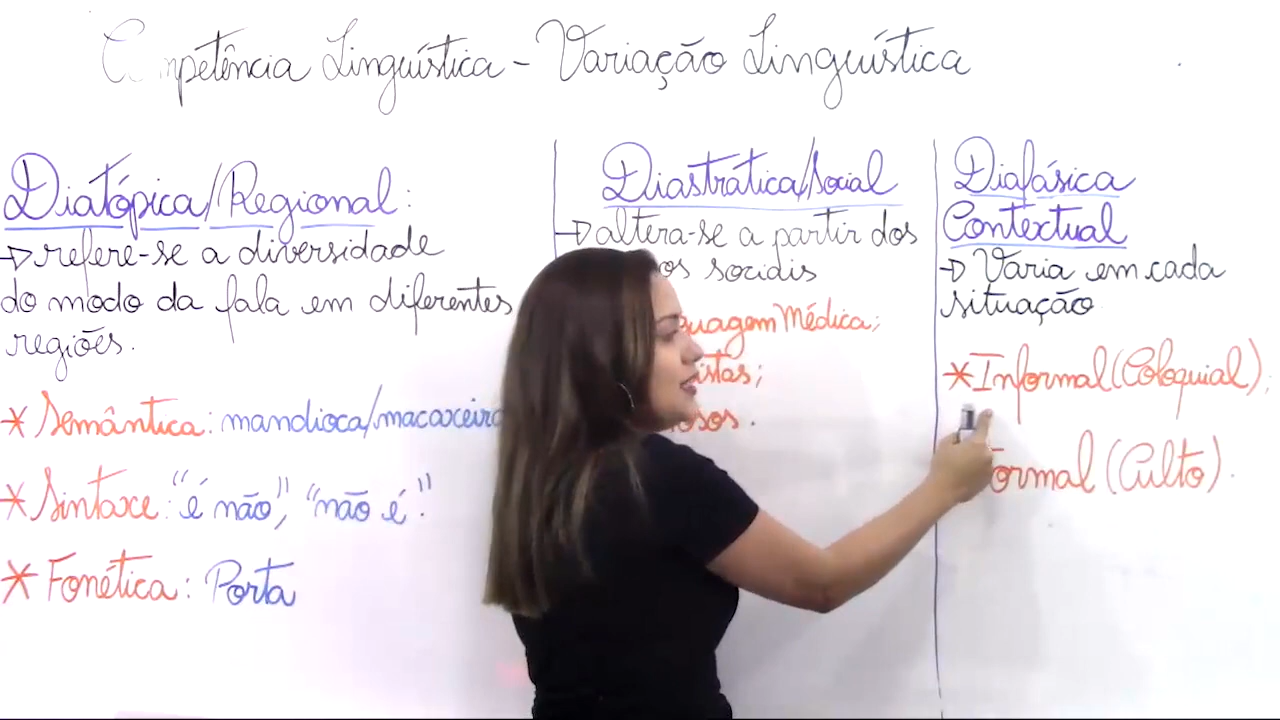 Competência Linguística - Variação Linguística
Diatópica/Regional:
→ refere-se a diversidade
do modo da fala em diferentes
regiões.
* Semântica: mandioca/macaxeira
* Sintaxe: "é não", "não é".
* Fonética: Porta
Diastrática/Social
→ altera-se a partir dos
os sociais
guagem Médica;
istas;
osos.
Diafásica
Contextual
→ Varia em cada
situação
* Informal (Coloquial);
ormal (Culto).